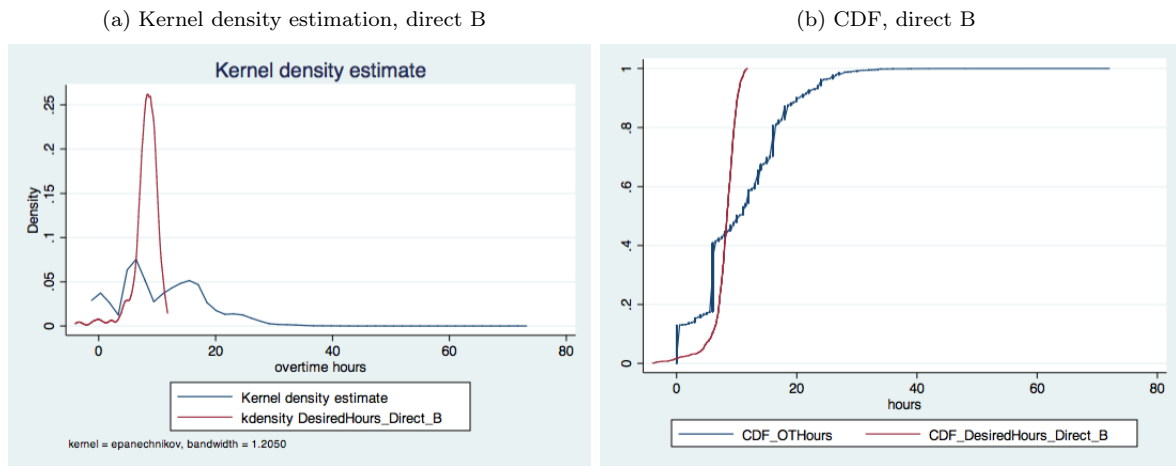 (a) Kernel density estimation, direct B
Kernel density estimate
Density
.25
.2
.15
.1
.05
0
0 20 40 60 80
overtime hours
Kernel density estimate
kdensity DesiredHours_Direct_B
kernel = epanechnikov, bandwidth = 1.2050
(b) CDF, direct B
1
.8
.6
.4
.2
0
0 20 40 60 80
hours
CDF_OTHours CDF_DesiredHours_Direct_B